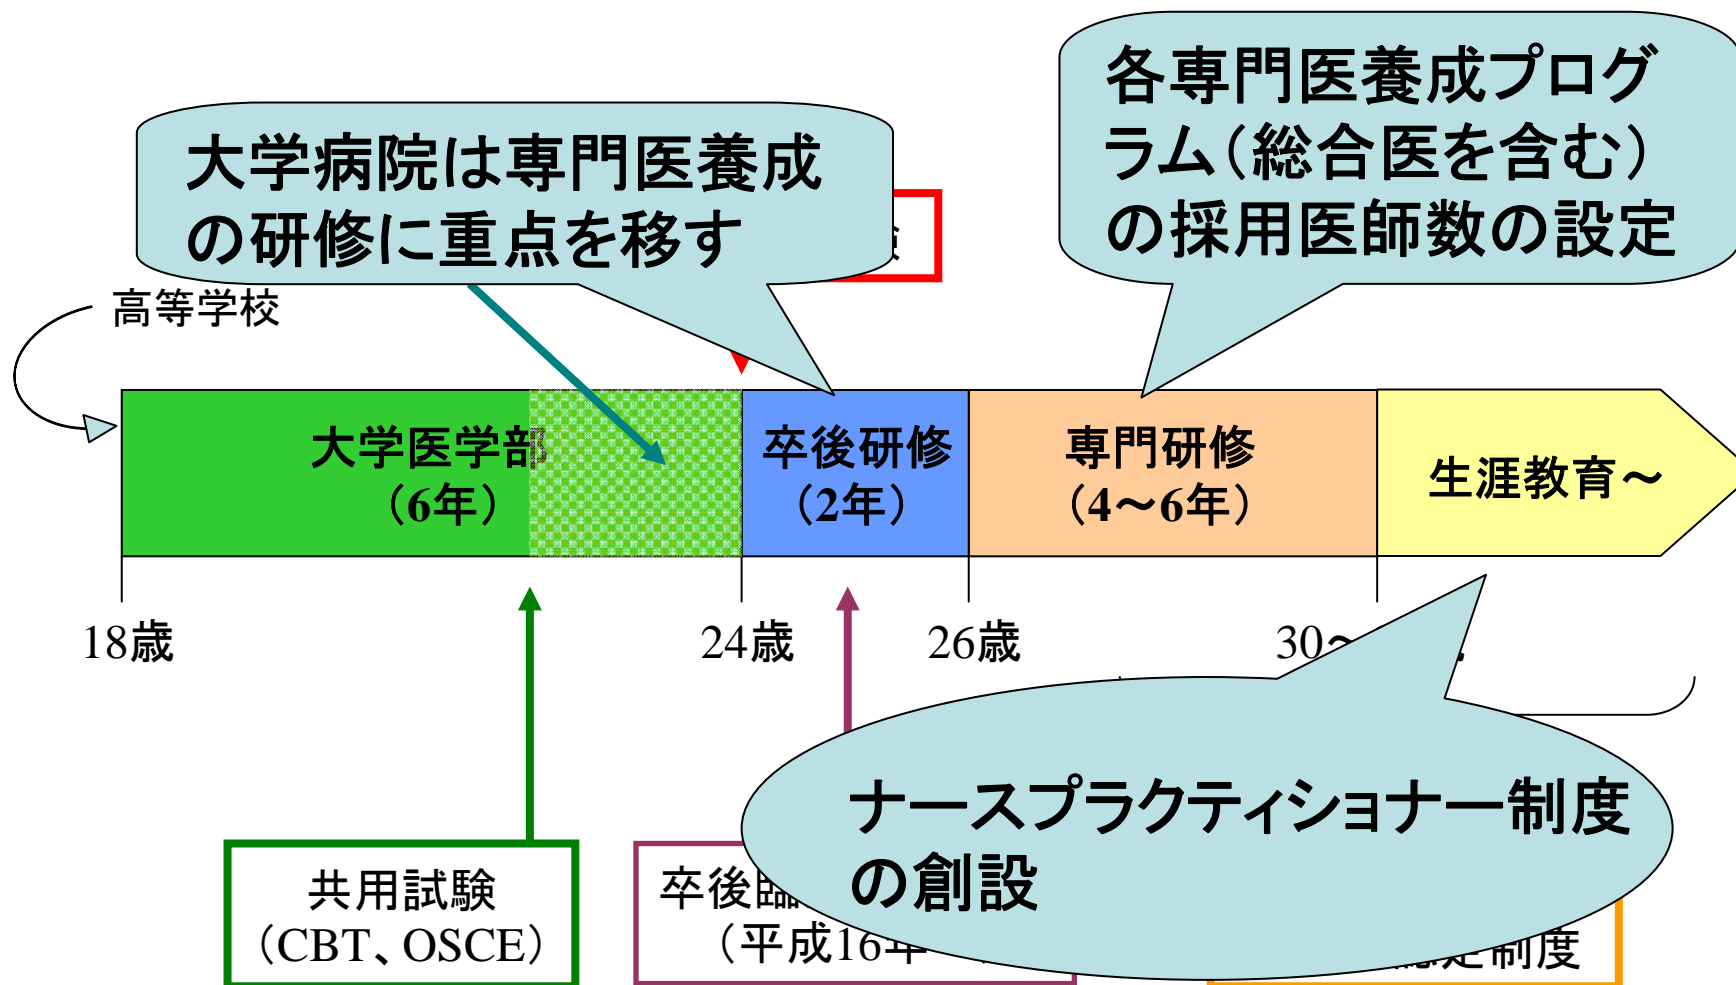 各専門医養成プログ
ラム（総合医を含む）
の採用医師数の設定
大学病院は専門医養成
の研修に重点を移す
高等学校
大学医学部
（6年）
卒後研修
（2年）
専門研修
（4～6年）
生涯教育～
18歳
24歳
26歳
30～
ナースプラクティショナー制度
の創設
共用試験
（CBT、OSCE）
卒後臨
（平成16年
認定制度